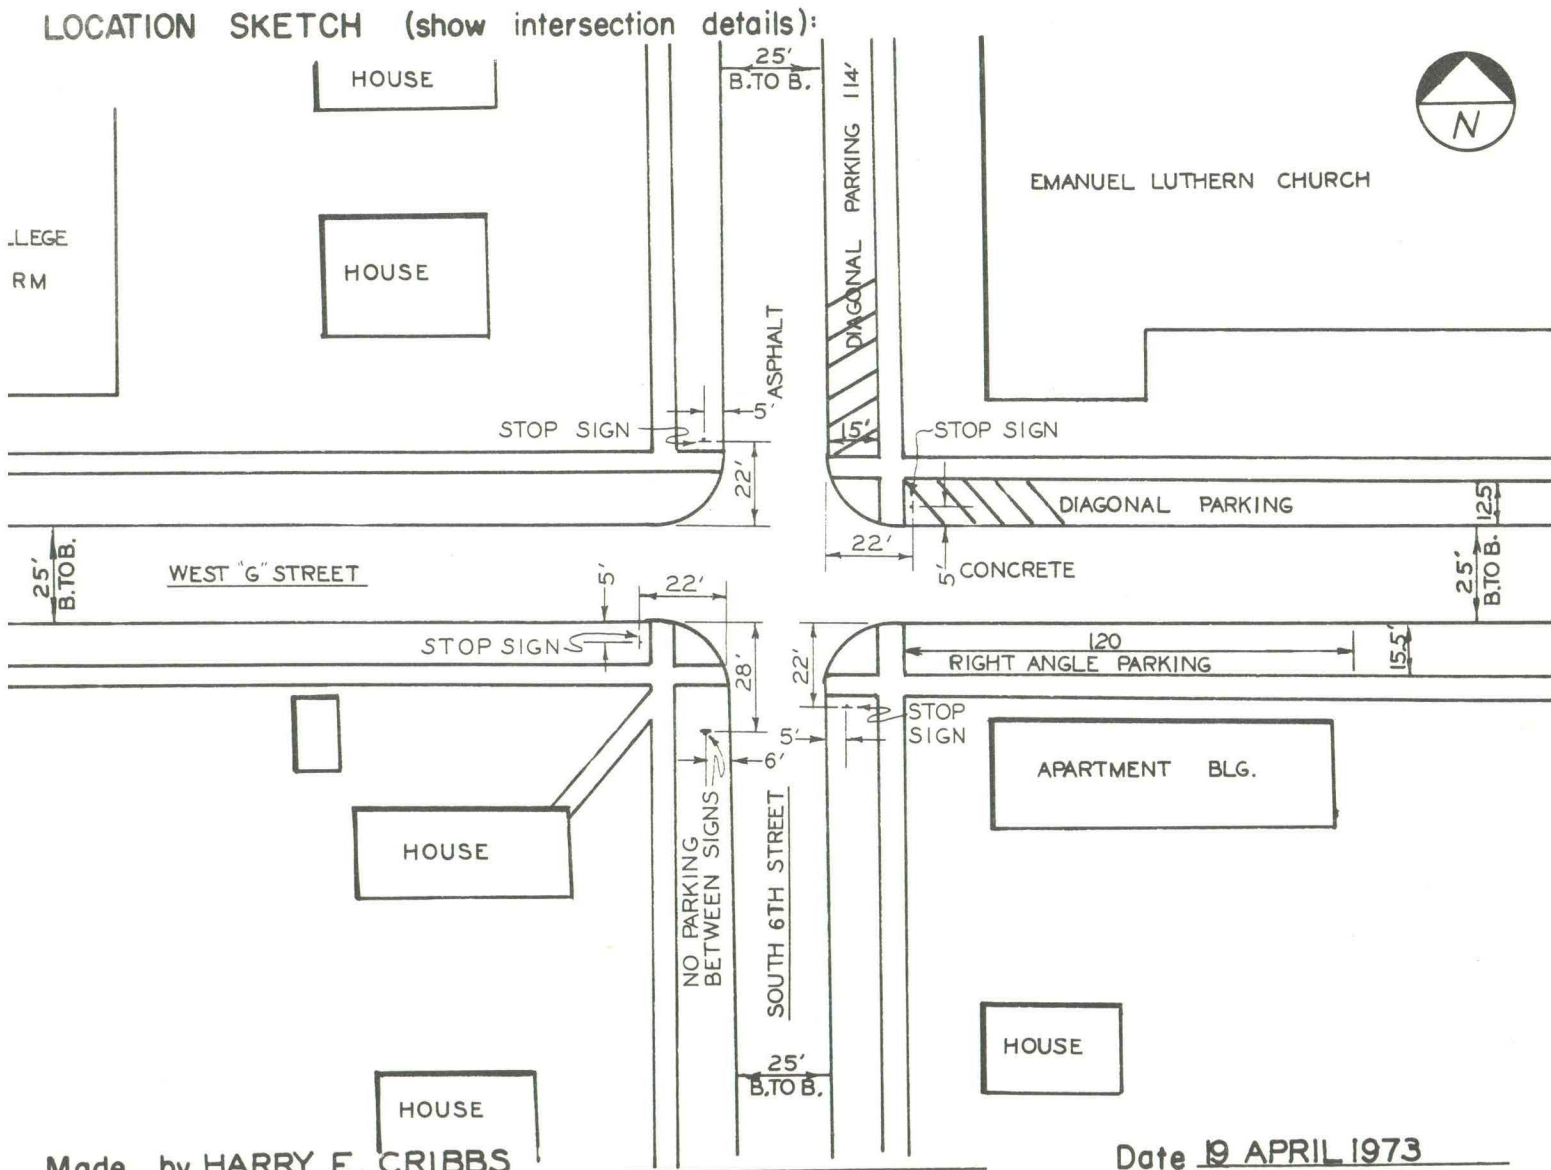 LOCATION SKETCH (show intersection details):
HOUSE
25'
B. TO B.
DIAGONAL PARKING 114'
N
EMANUEL LUTHERN CHURCH
LLEGE
RM
HOUSE
ASPHALT
5'
STOP SIGN
15'
STOP SIGN
22'
DIAGONAL PARKING
12.5
22'
25'
B. TO B.
WEST "G" STREET
5'
22'
5'
CONCRETE
25'
B. TO B.
STOP SIGN
28'
22'
120
RIGHT ANGLE PARKING
15.5'
STOP
SIGN
5'
6'
APARTMENT BLG.
HOUSE
NO PARKING
BETWEEN SIGNS
SOUTH 6TH STREET
HOUSE
25'
B. TO B.
HOUSE
Made by HARRY F. CRIBBS
Date 19 APRIL 1973